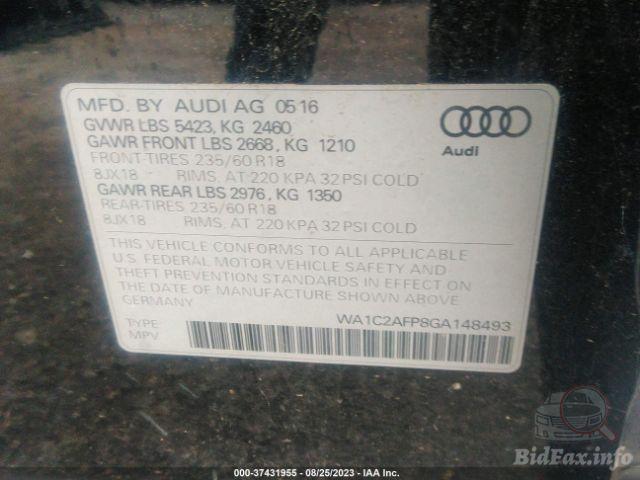 MFD. BY AUDI AG 05 16
GVWR LBS 5423, KG 2460
GAWR FRONT LBS 2668, KG 1210
FRONT-TIRES 235/60 R18
8JX18 RIMS, AT 220 KPA 32 PSI COLD
GAWR REAR LBS 2976, KG 1350
REAR-TIRES 235/60 R18
8JX18 RIMS, AT 220 KPA 32 PSI COLD
Audi
THIS VEHICLE CONFORMS TO ALL APPLICABLE
U.S. FEDERAL MOTOR VEHICLE SAFETY AND
THEFT PREVENTION STANDARDS IN EFFECT ON
THE DATE OF MANUFACTURE SHOWN ABOVE
GERMANY
TYPE: WA1C2AFP8GA148493
MPV
000-37431955 - 08/25/2023 - IAA Inc.
BidFax.info